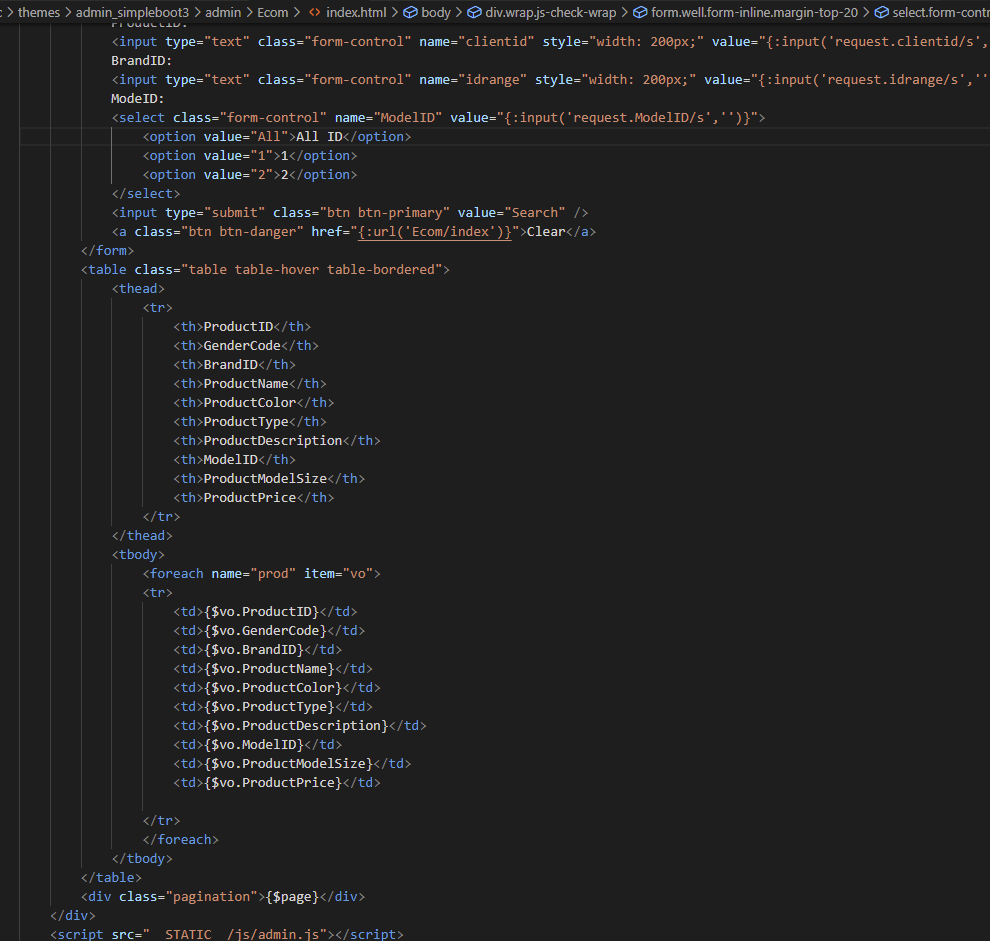 themes > admin_simpleboot3 > admin > Ecom > <> index.html > body > div.wrap.js-check-wrap > form.well.form-inline.margin-top-20 > select.form-contr
ProductID:
<input type="text" class="form-control" name="clientid" style="width: 200px;" value="{:input('request.clientid/s',
BrandID:
<input type="text" class="form-control" name="idrange" style="width: 200px;" value="{:input('request.idrange/s',''
ModeID:
<select class="form-control" name="ModelID" value="{:input('request.ModelID/s','')}">
<option value="All">All ID</option>
<option value="1">1</option>
<option value="2">2</option>
</select>
<input type="submit" class="btn btn-primary" value="Search" />
<a class="btn btn-danger" href="{:url('Ecom/index')}">Clear</a>
</form>
<table class="table table-hover table-bordered">
<thead>
<tr>
<th>ProductID</th>
<th>GenderCode</th>
<th>BrandID</th>
<th>ProductName</th>
<th>ProductColor</th>
<th>ProductType</th>
<th>ProductDescription</th>
<th>ModelID</th>
<th>ProductModelSize</th>
<th>ProductPrice</th>
</tr>
</thead>
<tbody>
<foreach name="prod" item="vo">
<tr>
<td>{$vo.ProductID}</td>
<td>{$vo.GenderCode}</td>
<td>{$vo.BrandID}</td>
<td>{$vo.ProductName}</td>
<td>{$vo.ProductColor}</td>
<td>{$vo.ProductType}</td>
<td>{$vo.ProductDescription}</td>
<td>{$vo.ModelID}</td>
<td>{$vo.ProductModelSize}</td>
<td>{$vo.ProductPrice}</td>
</tr>
</foreach>
</tbody>
</table>
<div class="pagination">{$page}</div>
</div>
<script src="__STATIC__/js/admin.js"></script>